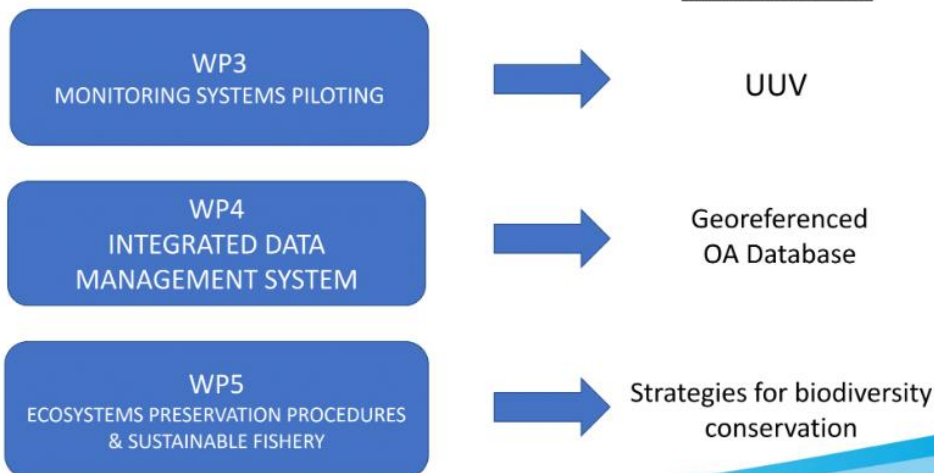 WP3
MONITORING SYSTEMS PILOTING
UUV
WP4
INTEGRATED DATA
MANAGEMENT SYSTEM
Georeferenced
OA Database
WP5
ECOSYSTEMS PRESERVATION PROCEDURES
& SUSTAINABLE FISHERY
Strategies for biodiversity
conservation